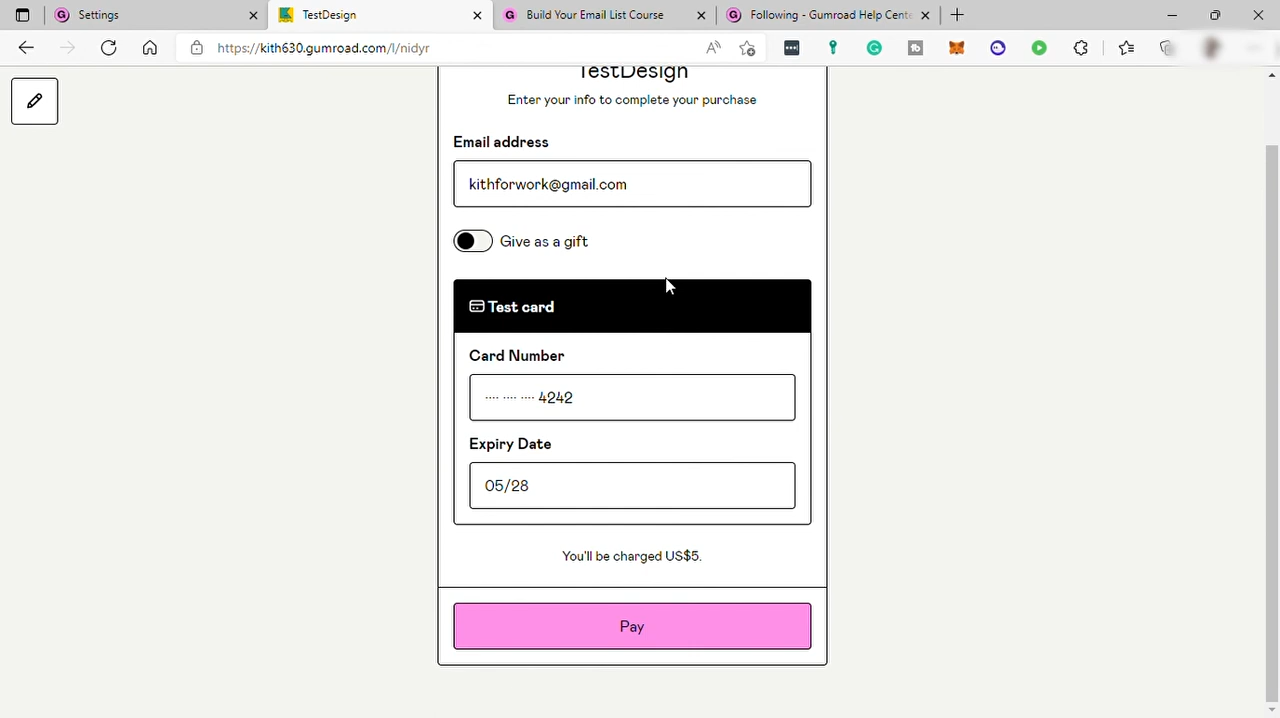 Settings
TestDesign
Build Your Email List Course
Following - Gumroad Help Cente
https://kith630.gumroad.com/l/nidyr
TestDesign
Enter your info to complete your purchase
Email address
kithforwork@gmail.com
Give as a gift
Test card
Card Number
···· ···· ···· 4242
Expiry Date
05/28
You'll be charged US$5.
Pay